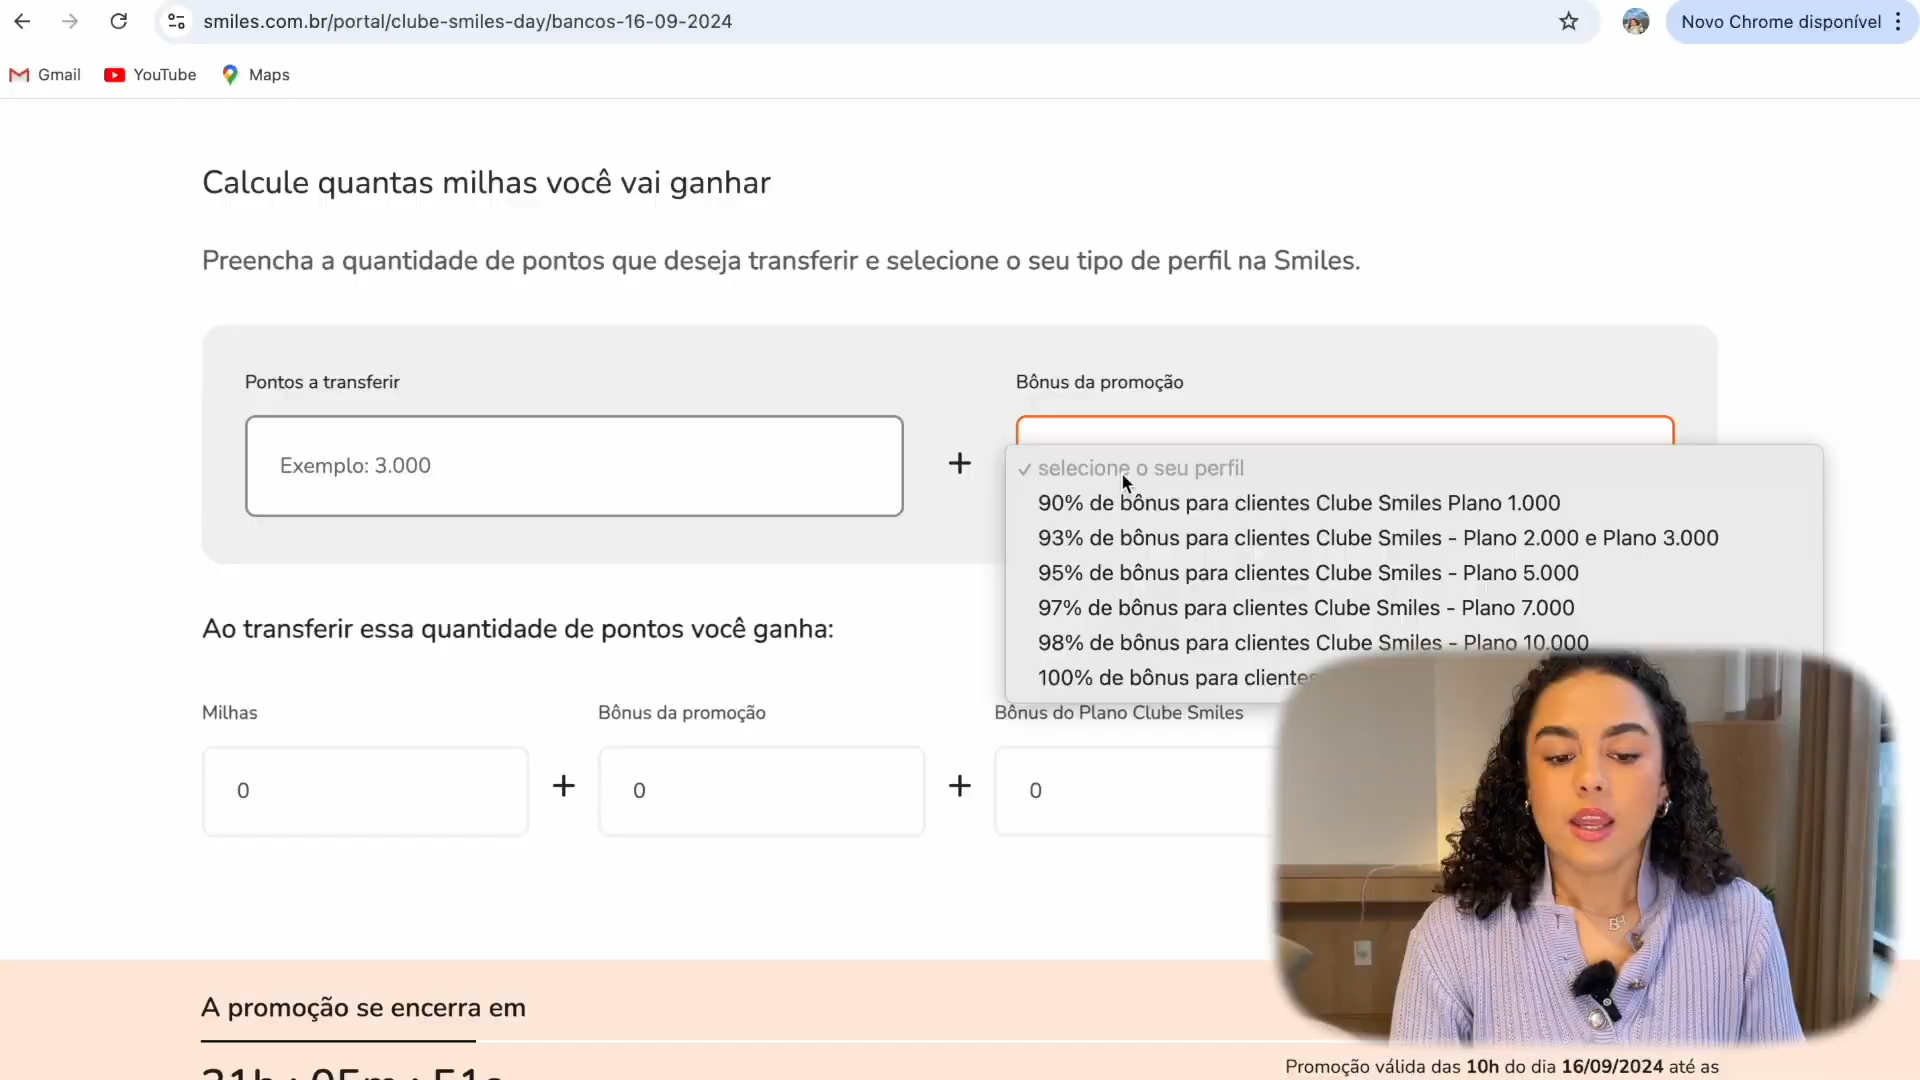 smiles.com.br/portal/clube-smiles-day/bancos-16-09-2024
Novo Chrome disponível
Gmail
YouTube
Maps
Calcule quantas milhas você vai ganhar
Preencha a quantidade de pontos que deseja transferir e selecione o seu tipo de perfil na Smiles.
Pontos a transferir
Bônus da promoção
Exemplo: 3.000
+
✓ selecione o seu perfil
90% de bônus para clientes Clube Smiles Plano 1.000
93% de bônus para clientes Clube Smiles - Plano 2.000 e Plano 3.000
95% de bônus para clientes Clube Smiles - Plano 5.000
97% de bônus para clientes Clube Smiles - Plano 7.000
98% de bônus para clientes Clube Smiles - Plano 10.000
100% de bônus para clientes
Ao transferir essa quantidade de pontos você ganha:
Milhas
Bônus da promoção
Bônus do Plano Clube Smiles
0
+
0
+
0
A promoção se encerra em
Promoção válida das 10h do dia 16/09/2024 até as